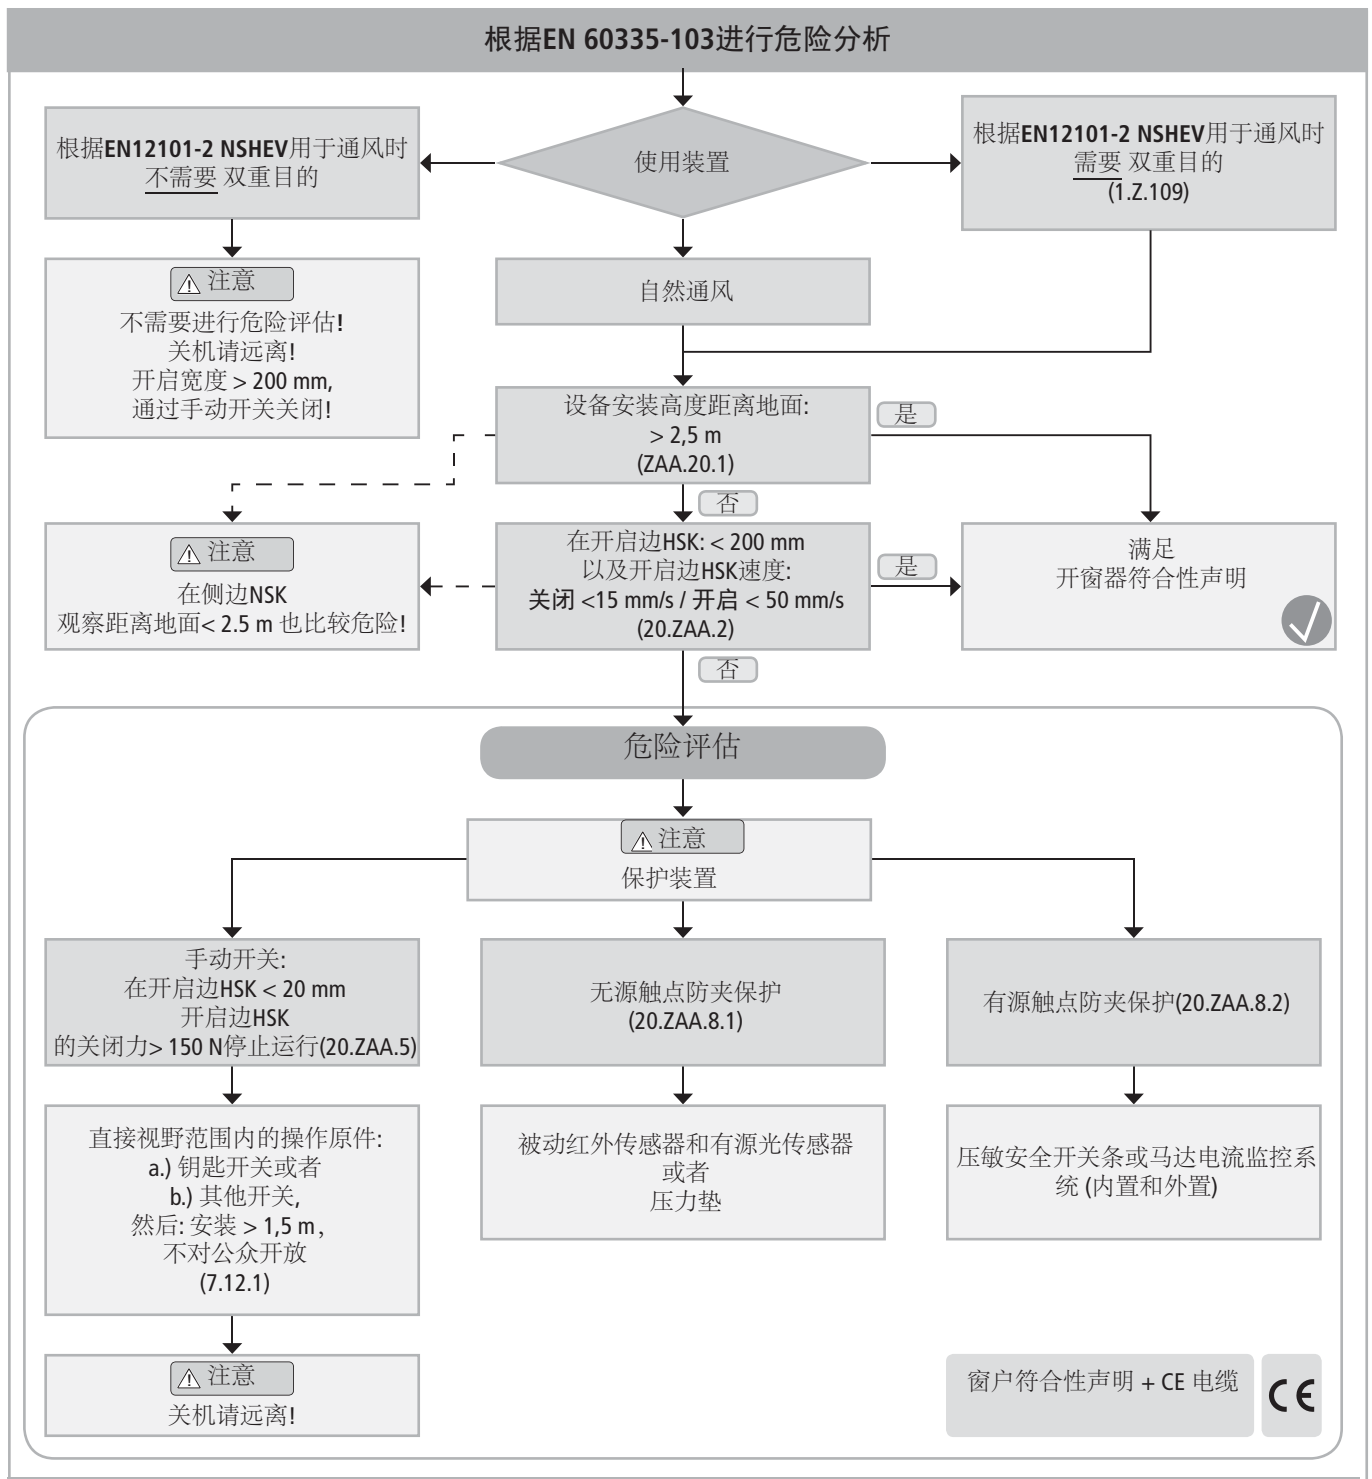 根据EN 60335-103进行危险分析
根据EN12101-2 NSHEV用于通风时
不需要 双重目的
使用装置
根据EN12101-2 NSHEV用于通风时
需要 双重目的
(1.Z.109)
注意
不需要进行危险评估!
关机请远离!
开启宽度 > 200 mm,
通过手动开关关闭!
自然通风
设备安装高度距离地面:
> 2,5 m
(ZAA.20.1)
是
否
注意
在侧边NSK
观察距离地面< 2.5 m 也比较危险!
在开启边HSK: < 200 mm
以及开启边HSK速度:
关闭 <15 mm/s / 开启 < 50 mm/s
(20.ZAA.2)
是
满足
开窗器符合性声明
否
危险评估
注意
保护装置
手动开关:
在开启边HSK < 20 mm
开启边HSK
的关闭力> 150 N停止运行(20.ZAA.5)
无源触点防夹保护
(20.ZAA.8.1)
有源触点防夹保护(20.ZAA.8.2)
直接视野范围内的操作原件:
a.) 钥匙开关或者
b.) 其他开关,
然后: 安装 > 1,5 m，
不对公众开放
(7.12.1)
被动红外传感器和有源光传感器
或者
压力垫
压敏安全开关条或马达电流监控系
统 (内置和外置)
注意
关机请远离!
窗户符合性声明 + CE 电缆
CE